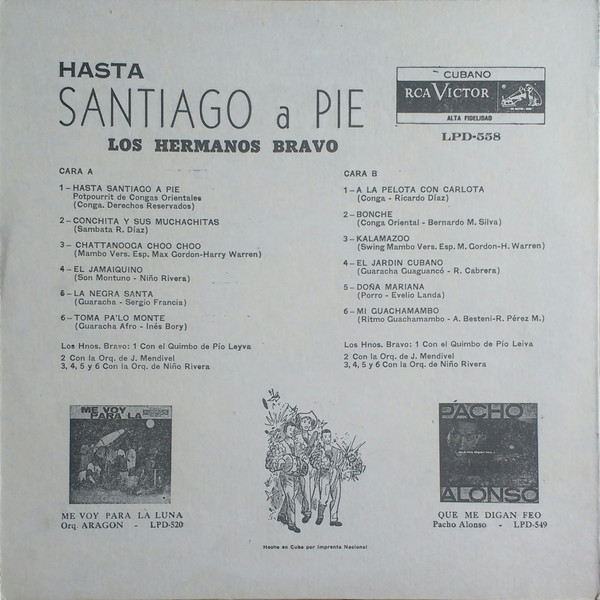 HASTA
SANTIAGO a PIE
LOS HERMANOS BRAVO
CUBANO
RCA VICTOR
ALTA FIDELIDAD
LPD-558
CARA A
1 – HASTA SANTIAGO A PIE
Potpourrit de Congas Orientales
(Conga. Derechos Reservados)
2 – CONCHITA Y SUS MUCHACHITAS
(Sambata R. Díaz)
3 – CHATTANOOGA CHOO CHOO
(Mambo Vers. Esp. Max Gordon-Harry Warren)
4 – EL JAMAIQUINO
(Son Montuno - Niño Rivera)
6 – LA NEGRA SANTA
(Guaracha - Sergio Francia)
6 – TOMA PA'LO MONTE
(Guaracha Afro - Inés Bory)
Los Hnos. Bravo: 1 Con el Quimbo de Pío Leyva
2 Con la Orq. de J. Mendivel
3, 4, 5 y 6 Con la Orq. de Niño Rivera
CARA B
1 – A LA PELOTA CON CARLOTA
(Conga - Ricardo Díaz)
2 – BONCHE
(Conga Oriental - Bernardo M. Silva)
3 – KALAMAZOO
(Swing Mambo Vers. Esp. M. Gordon-H. Warren)
4 – EL JARDIN CUBANO
(Guaracha Guaguancó - R. Cabrera)
5 – DOÑA MARIANA
(Porro - Evelio Landa)
6 – MI GUACHAMAMBO
(Ritmo Guachamambo - A. Besteni-R. Pérez M.)
Los Hnos. Bravo: 1 Con el Quimbo de Pío Leiva
2 Con la Orq. de J. Mendivel
3, 4, 5 y 6 Con la Orq. de Niño Rivera
ME VOY
PARA LA
ME VOY PARA LA LUNA
Orq. ARAGON - LPD-520
Hecho en Cuba por Imprenta Nacional
PACHO
ALONSO
QUE ME DIGAN FEO
Pacho Alonso - LPD-549